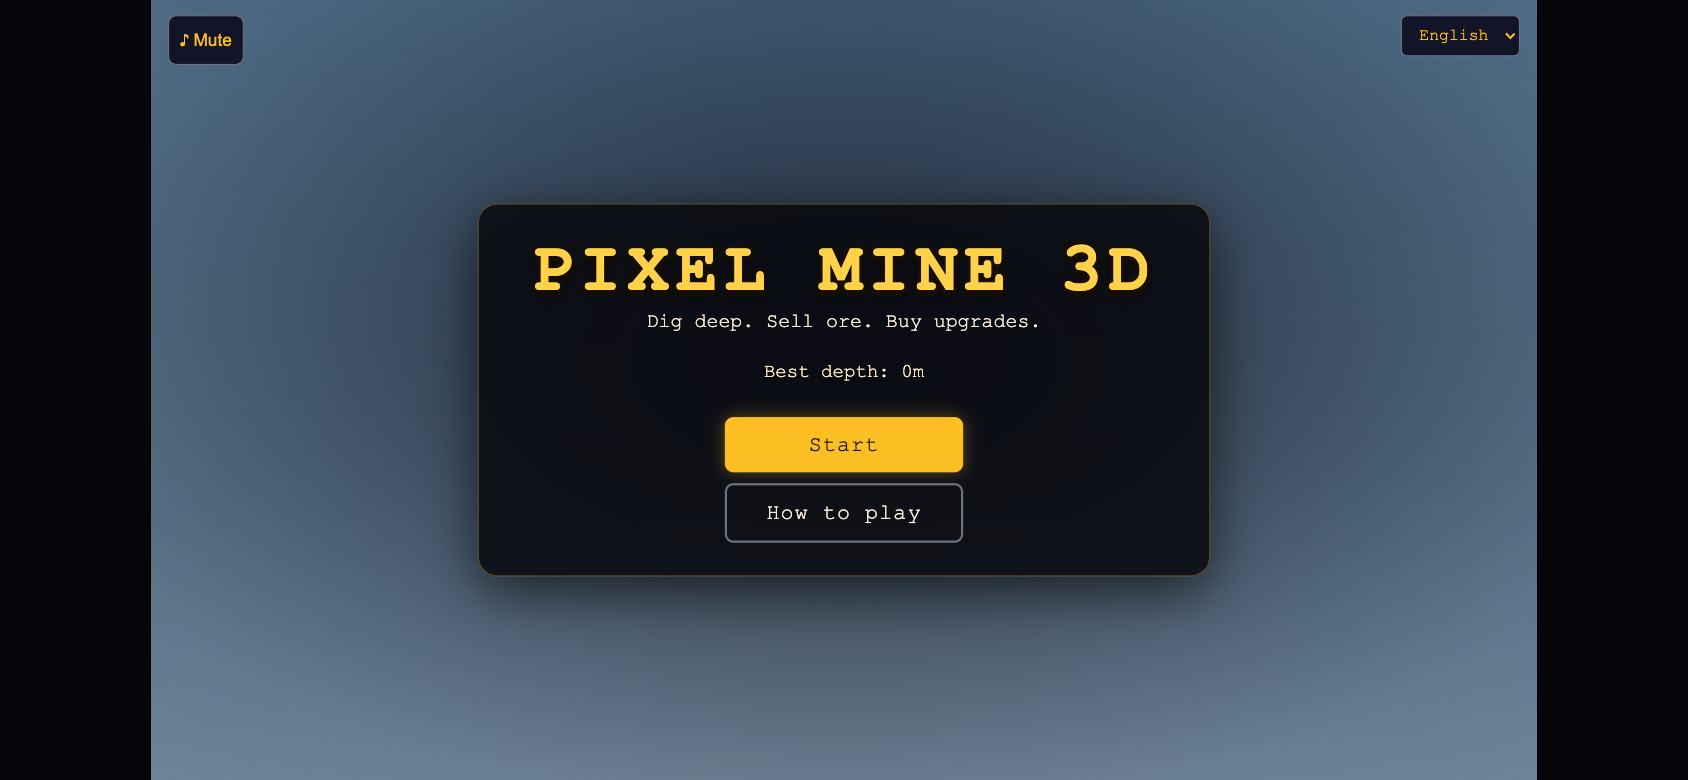 ♪ Mute
English
PIXEL MINE 3D
Dig deep. Sell ore. Buy upgrades.
Best depth: 0m
Start
How to play